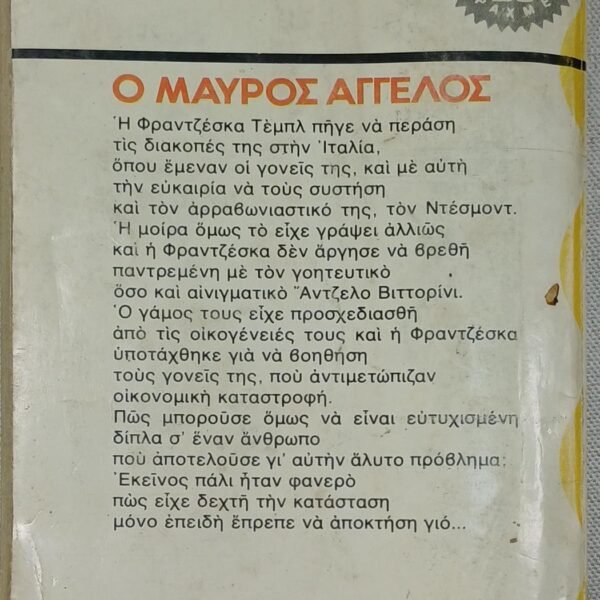 Ο ΜΑΥΡΟΣ ΑΓΓΕΛΟΣ
Ἡ Φραντζέσκα Τὲμπλ πῆγε νὰ περάση
τὶς διακοπές της στὴν Ἰταλία,
ὅπου ἔμεναν οἱ γονεῖς της, καὶ μὲ αὐτὴ
τὴν εὐκαιρία νὰ τοὺς συστήση
καὶ τὸν ἀρραβωνιαστικό της, τὸν Ντέσμοντ.
Ἡ μοίρα ὅμως τὸ εἶχε γράψει ἀλλιῶς
καὶ ἡ Φραντζέσκα δὲν ἄργησε νὰ βρεθῆ
παντρεμένη μὲ τὸν γοητευτικὸ
ὅσο καὶ αἰνιγματικὸ Ἄντζελο Βιττορίνι.
Ὁ γάμος τους εἶχε προσχεδιασθῆ
ἀπὸ τὶς οἰκογένειές τους καὶ ἡ Φραντζέσκα
ὑποτάχθηκε γιὰ νὰ βοηθήση
τοὺς γονεῖς της, ποὺ ἀντιμετώπιζαν
οἰκονομικὴ καταστροφή.
Πῶς μποροῦσε ὅμως νὰ εἶναι εὐτυχισμένη
δίπλα σ' ἕναν ἄνθρωπο
ποὺ ἀποτελοῦσε γι' αὐτὴν ἄλυτο πρόβλημα;
Ἐκεῖνος πάλι ἦταν φανερὸ
πὼς εἶχε δεχτῆ τὴν κατάσταση
μόνο ἐπειδὴ ἔπρεπε νὰ ἀποκτήση γιό...